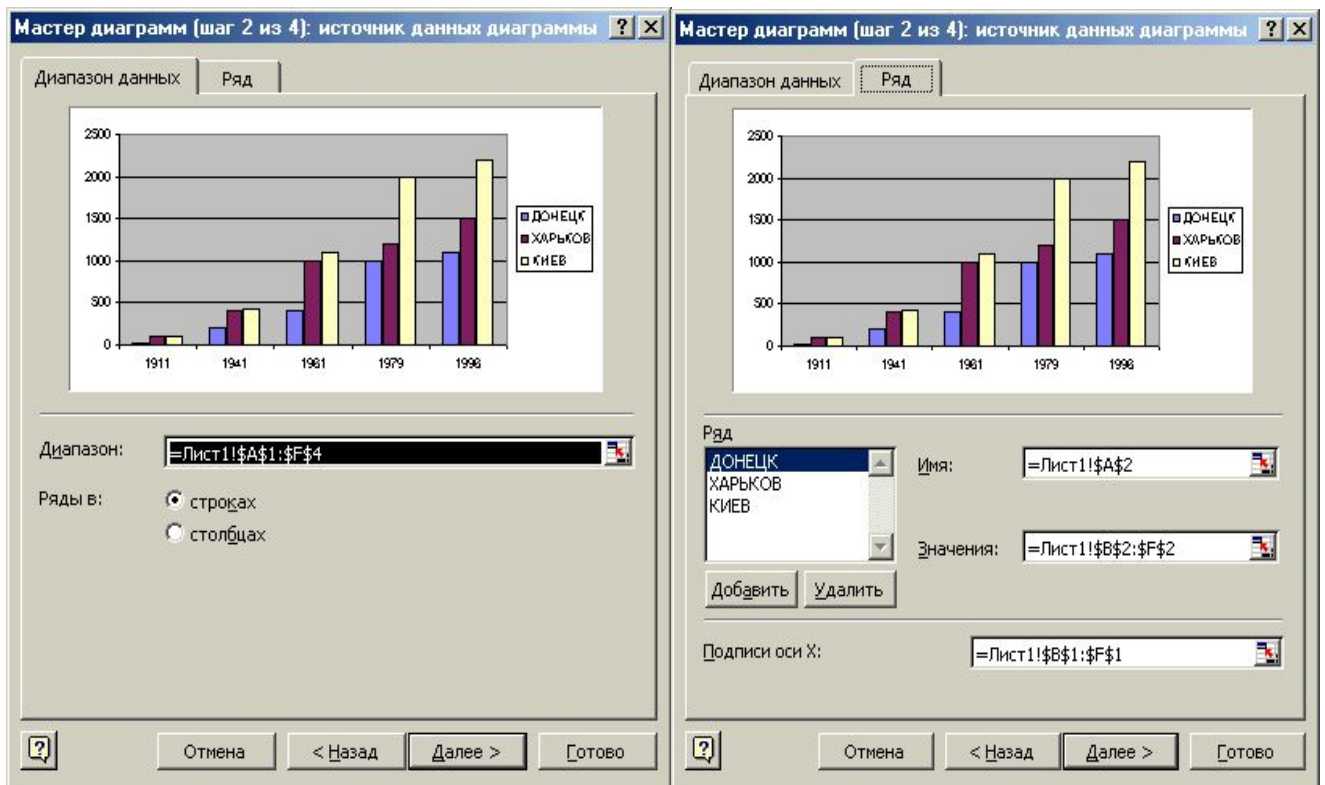 Мастер диаграмм (шаг 2 из 4): источник данных диаграммы
Диапазон данных
Ряд
2500
2000
1500
1000
500
0
1911
1941
1961
1979
1996
ДОНЕЦК
ХАРЬКОВ
КИЕВ
Диапазон:
=Лист1!$A$1:$F$4
Ряды в:
строках
столбцах
Отмена
< Назад
Далее >
Готово
Мастер диаграмм (шаг 2 из 4): источник данных диаграммы
Диапазон данных
Ряд
2500
2000
1500
1000
500
0
1911
1941
1961
1979
1996
ДОНЕЦК
ХАРЬКОВ
КИЕВ
Ряд
ДОНЕЦК
ХАРЬКОВ
КИЕВ
Имя:
=Лист1!$A$2
Значения:
=Лист1!$B$2:$F$2
Добавить
Удалить
Подписи оси X:
=Лист1!$B$1:$F$1
Отмена
< Назад
Далее >
Готово